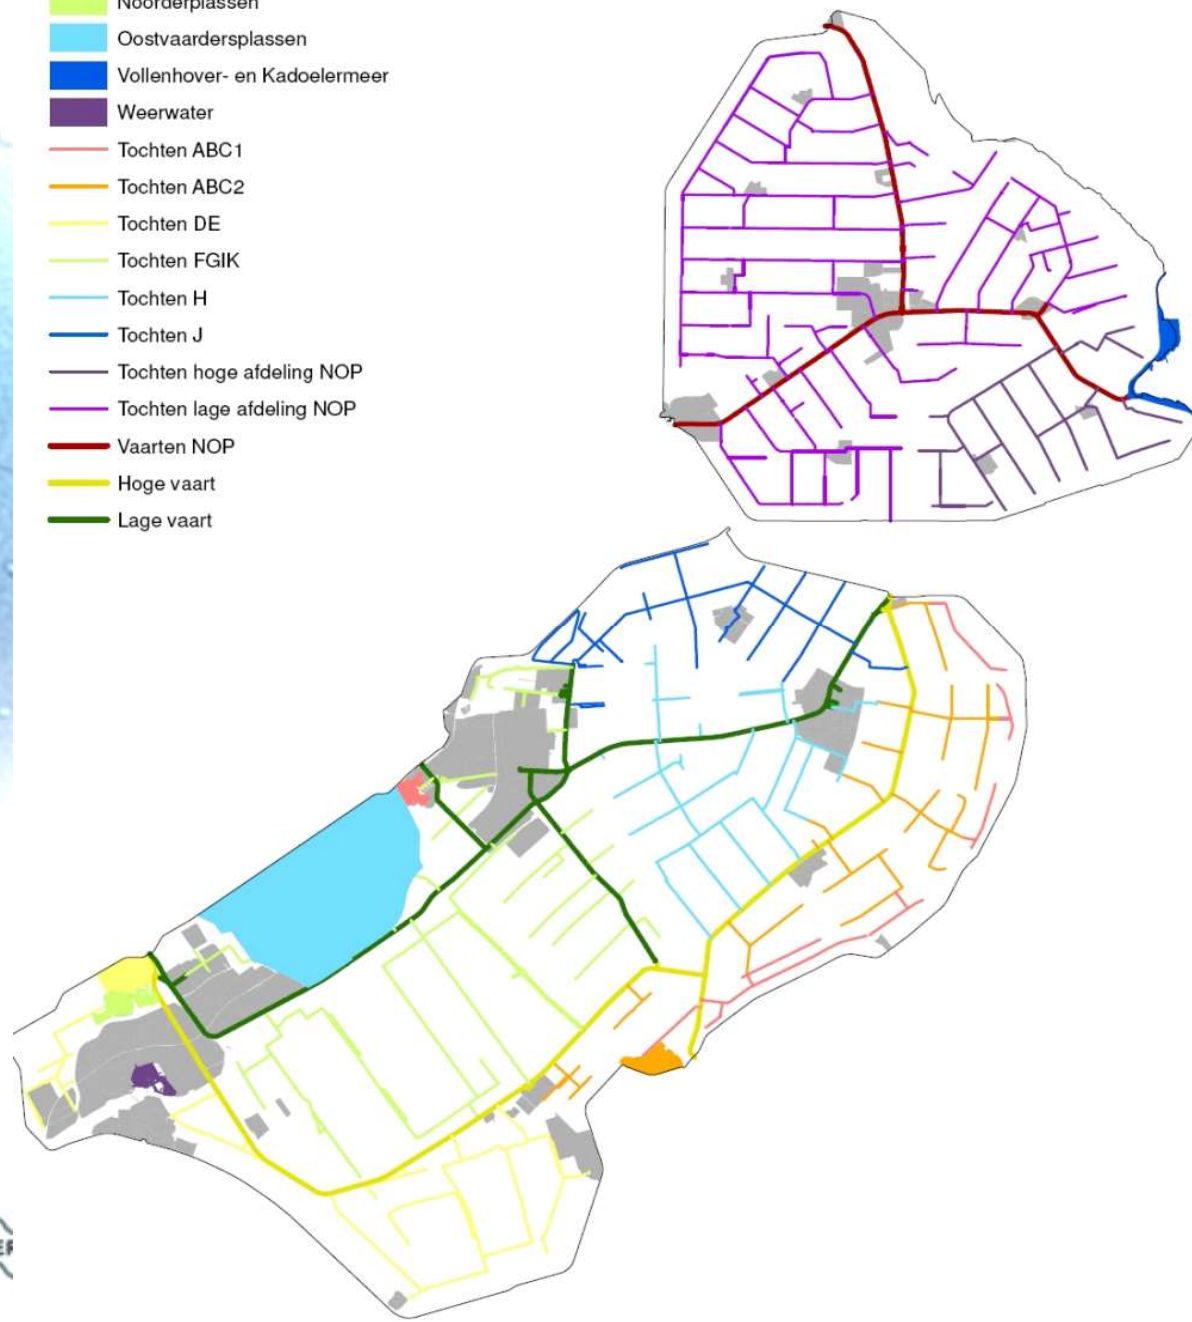 Noorderplassen
Oostvaardersplassen
Vollenhover- en Kadoelermeer
Weerwater
Tochten ABC1
Tochten ABC2
Tochten DE
Tochten FGIK
Tochten H
Tochten J
Tochten hoge afdeling NOP
Tochten lage afdeling NOP
Vaarten NOP
Hoge vaart
Lage vaart